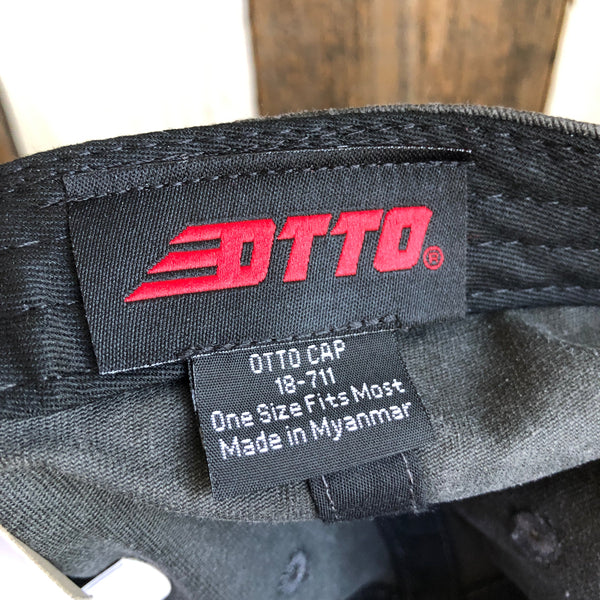 OTTO®
OTTO CAP
18-711
One Size Fits Most
Made in Myanmar